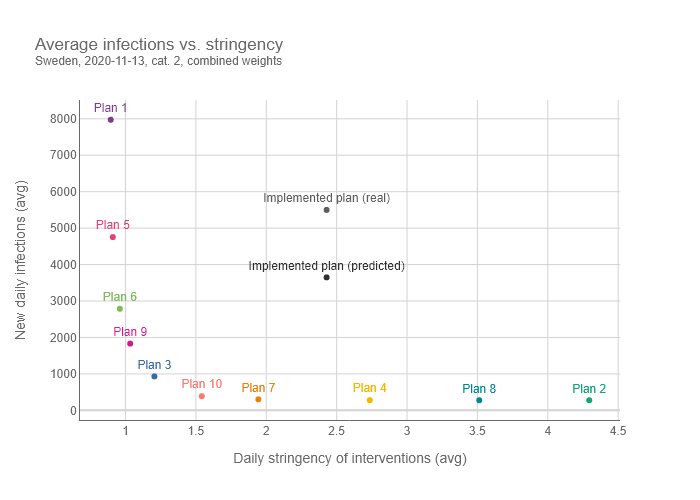 Average infections vs. stringency
Sweden, 2020-11-13, cat. 2, combined weights
New daily infections (avg)
8000
7000
6000
5000
4000
3000
2000
1000
0
Plan 1
Implemented plan (real)
Plan 5
Implemented plan (predicted)
Plan 6
Plan 9
Plan 3
Plan 10
Plan 7
Plan 4
Plan 8
Plan 2
1
1.5
2
2.5
3
3.5
4
4.5
Daily stringency of interventions (avg)